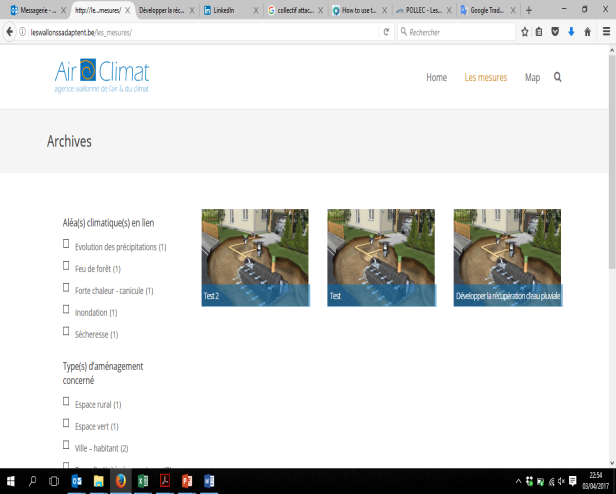 Messagerie - ...
http://le...mesures/
Développer la réc...
LinkedIn
collectif attac...
How to use t...
POLLEC - Les...
Google Trad...
leswallonssadaptent.be/les_mesures/
Rechercher
Air Climat
agence wallonne de l'air & du climat
Home
Les mesures
Map
Archives
Aléa(s) climatique(s) en lien
Evolution des précipitations (1)
Feu de forêt (1)
Forte chaleur - canicule (1)
Inondation (1)
Sécheresse (1)
Type(s) d'aménagement
concerné
Espace rural (1)
Espace vert (1)
Ville – habitant (2)
Test 2
Test
Développer la récupération d'eau pluviale
22:54
03/04/2017